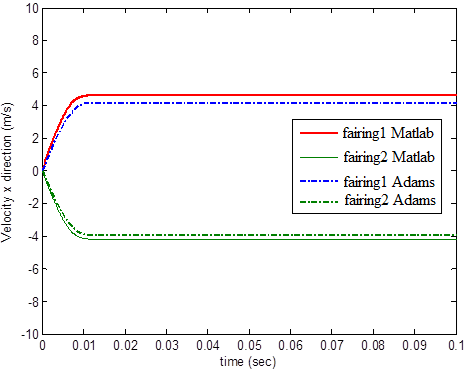 10
8
6
4
2
0
-2
-4
-6
-8
-10
Velocity x direction (m/s)
fairing1 Matlab
fairing2 Matlab
fairing1 Adams
fairing2 Adams
0 0.01 0.02 0.03 0.04 0.05 0.06 0.07 0.08 0.09 0.1
time (sec)